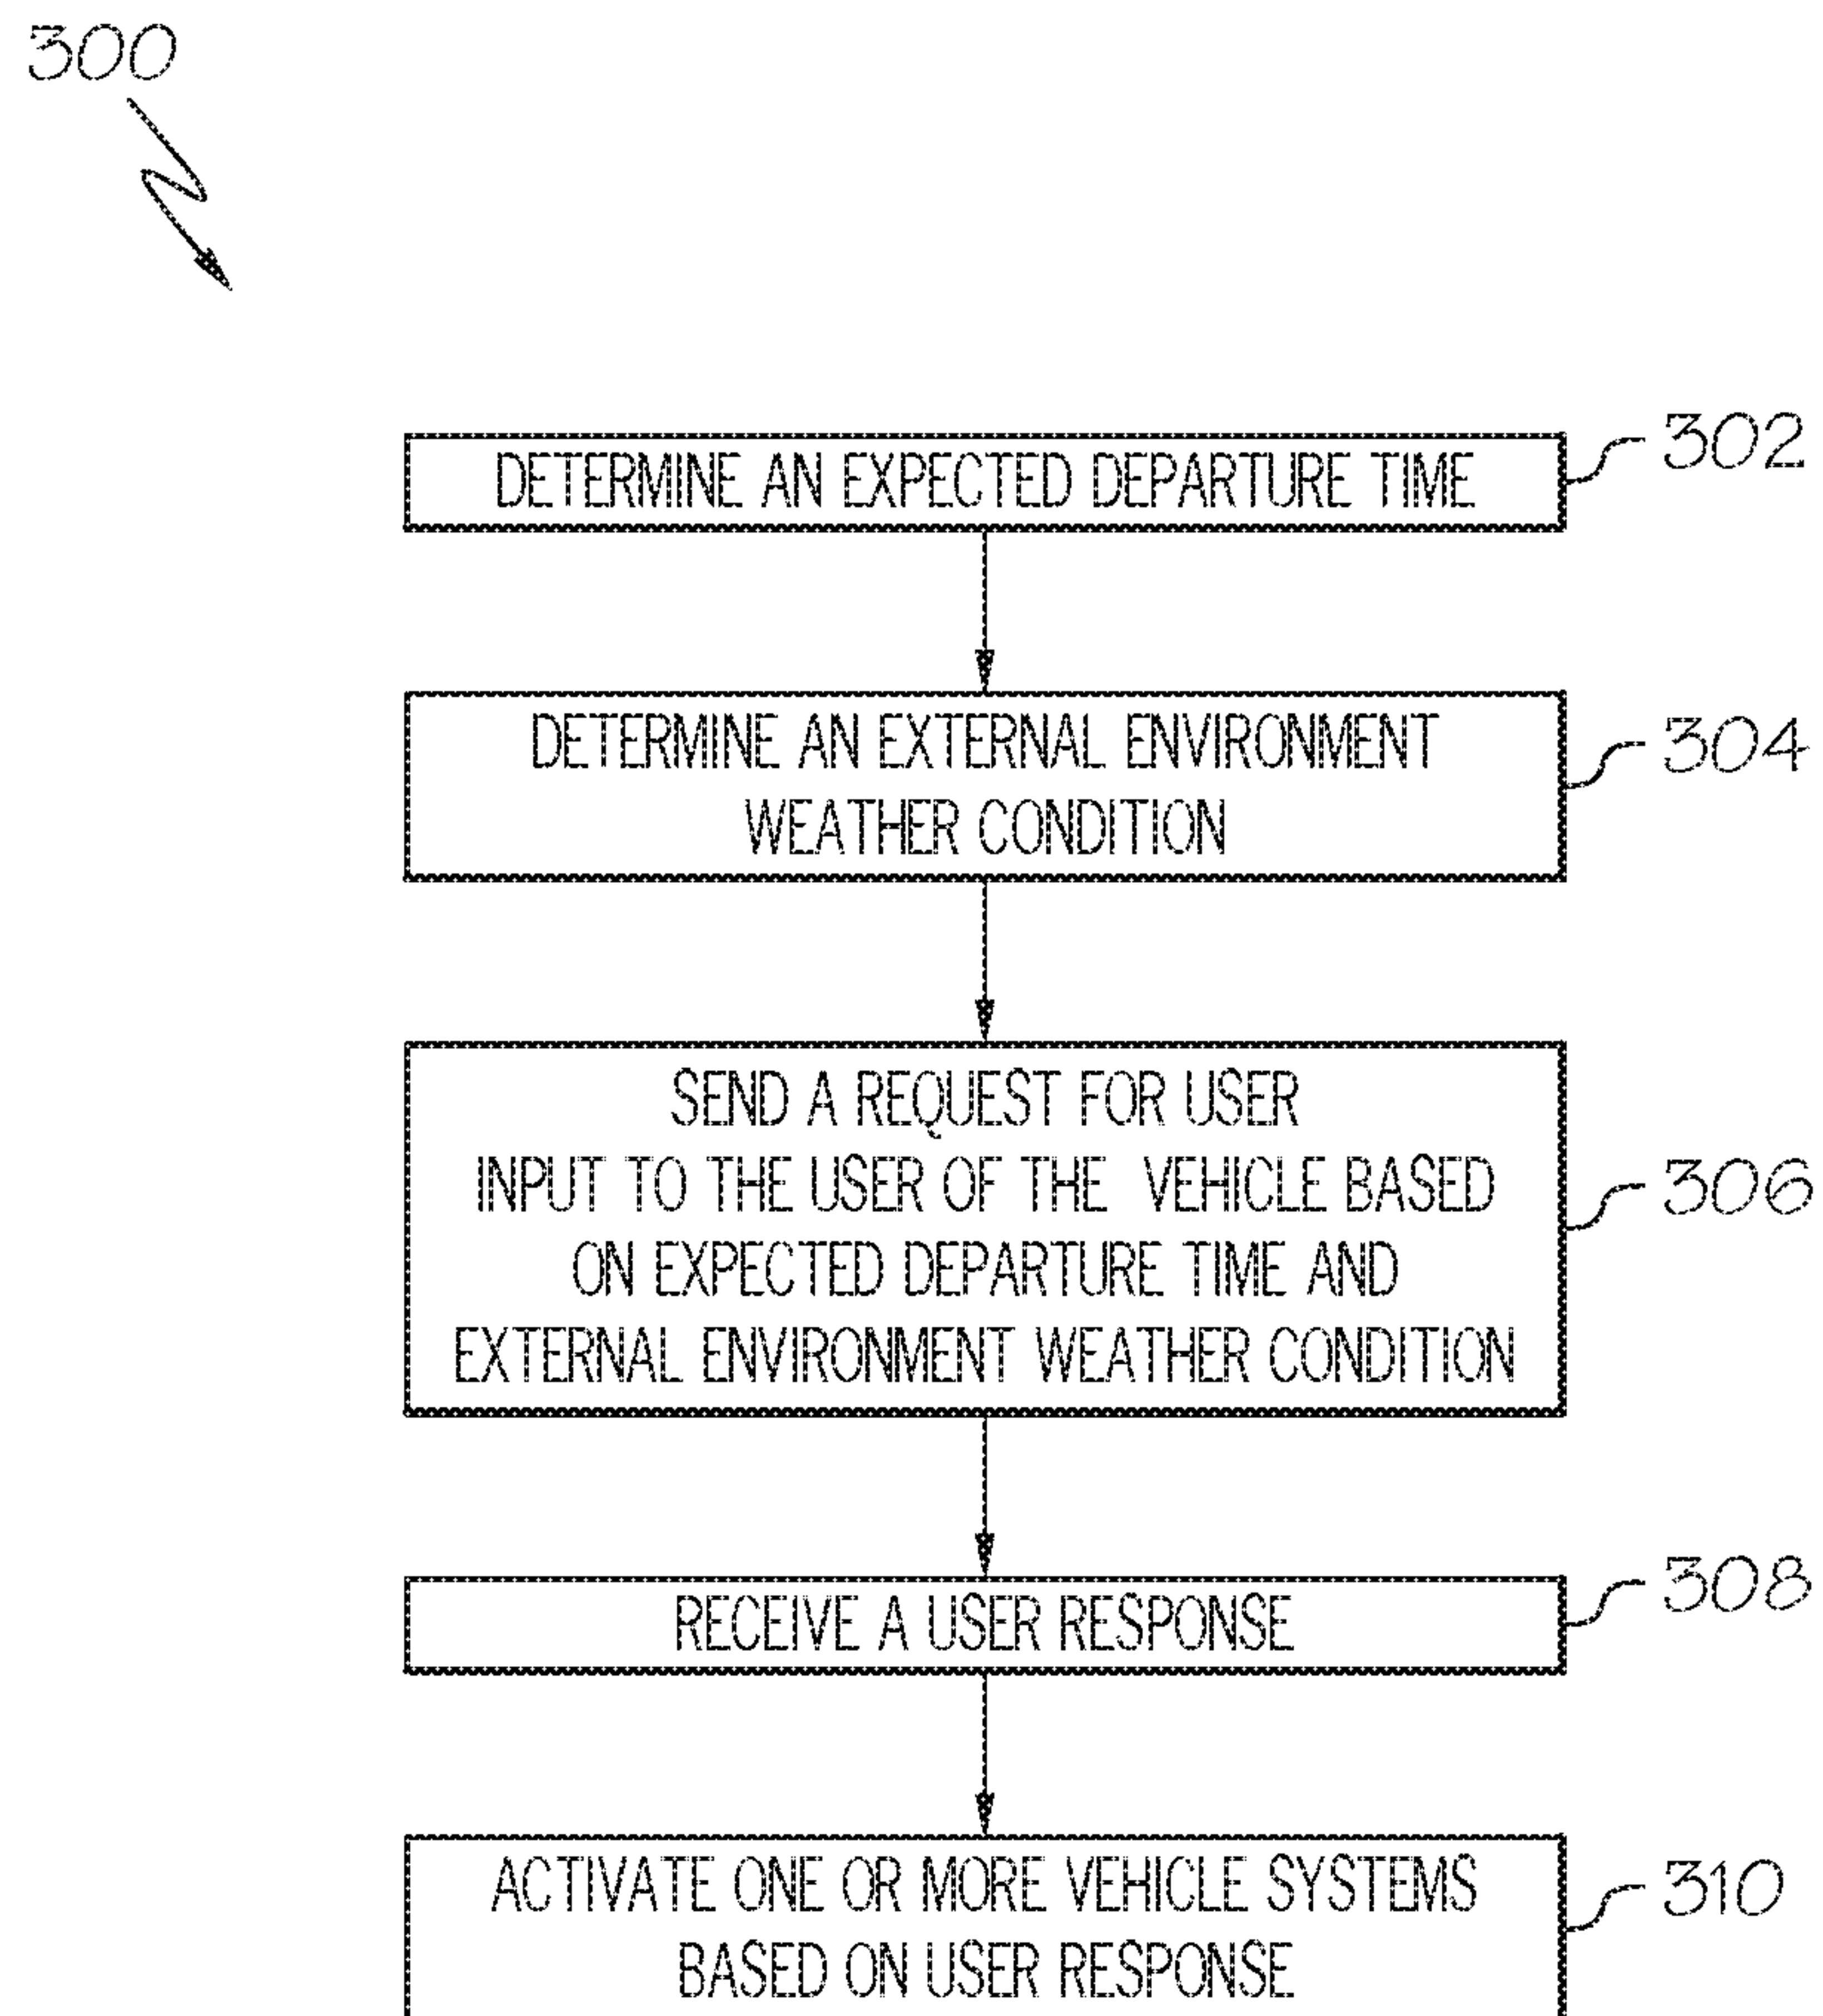 300
DETERMINE AN EXPECTED DEPARTURE TIME
302
DETERMINE AN EXTERNAL ENVIRONMENT
WEATHER CONDITION
304
SEND A REQUEST FOR USER
INPUT TO THE USER OF THE VEHICLE BASED
ON EXPECTED DEPARTURE TIME AND
EXTERNAL ENVIRONMENT WEATHER CONDITION
306
RECEIVE A USER RESPONSE
308
ACTIVATE ONE OR MORE VEHICLE SYSTEMS
BASED ON USER RESPONSE
310